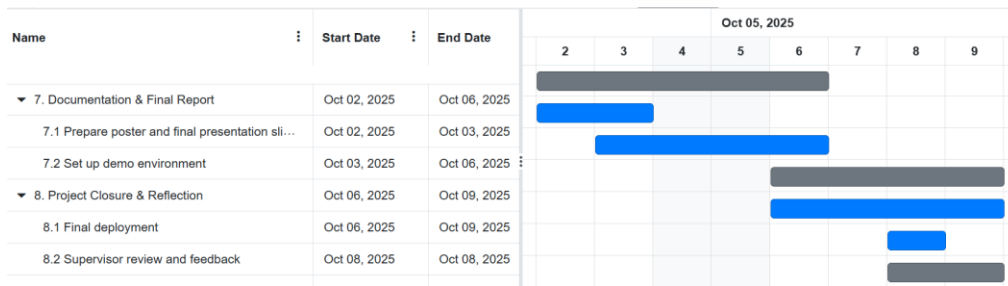 Oct 05, 2025
Name Start Date End Date
2 3 4 5 6 7 8 9
7. Documentation & Final Report Oct 02, 2025 Oct 06, 2025
7.1 Prepare poster and final presentation sli... Oct 02, 2025 Oct 03, 2025
7.2 Set up demo environment Oct 03, 2025 Oct 06, 2025
8. Project Closure & Reflection Oct 06, 2025 Oct 09, 2025
8.1 Final deployment Oct 06, 2025 Oct 09, 2025
8.2 Supervisor review and feedback Oct 08, 2025 Oct 08, 2025